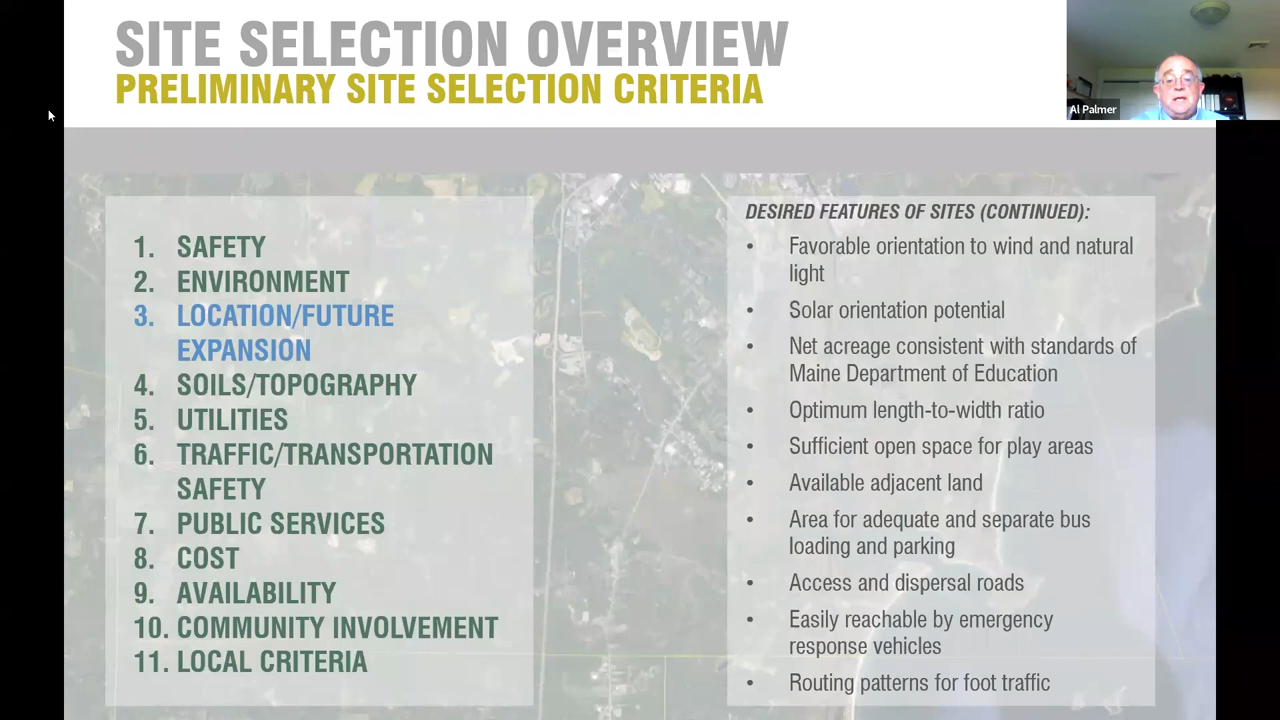 SITE SELECTION OVERVIEW
PRELIMINARY SITE SELECTION CRITERIA
Al Palmer
1. SAFETY
2. ENVIRONMENT
3. LOCATION/FUTURE
EXPANSION
4. SOILS/TOPOGRAPHY
5. UTILITIES
6. TRAFFIC/TRANSPORTATION
SAFETY
7. PUBLIC SERVICES
8. COST
9. AVAILABILITY
10. COMMUNITY INVOLVEMENT
11. LOCAL CRITERIA
DESIRED FEATURES OF SITES (CONTINUED):
• Favorable orientation to wind and natural
light
• Solar orientation potential
• Net acreage consistent with standards of
Maine Department of Education
• Optimum length-to-width ratio
• Sufficient open space for play areas
• Available adjacent land
• Area for adequate and separate bus
loading and parking
• Access and dispersal roads
• Easily reachable by emergency
response vehicles
• Routing patterns for foot traffic